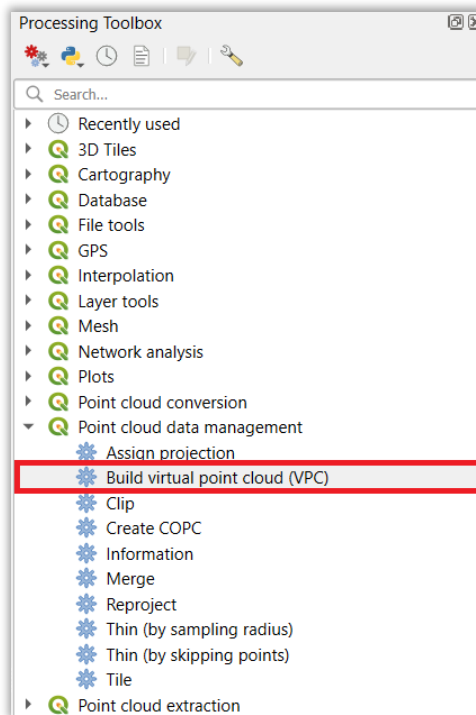 Processing Toolbox
Search...
Recently used
3D Tiles
Cartography
Database
File tools
GPS
Interpolation
Layer tools
Mesh
Network analysis
Plots
Point cloud conversion
Point cloud data management
Assign projection
Build virtual point cloud (VPC)
Clip
Create COPC
Information
Merge
Reproject
Thin (by sampling radius)
Thin (by skipping points)
Tile
Point cloud extraction